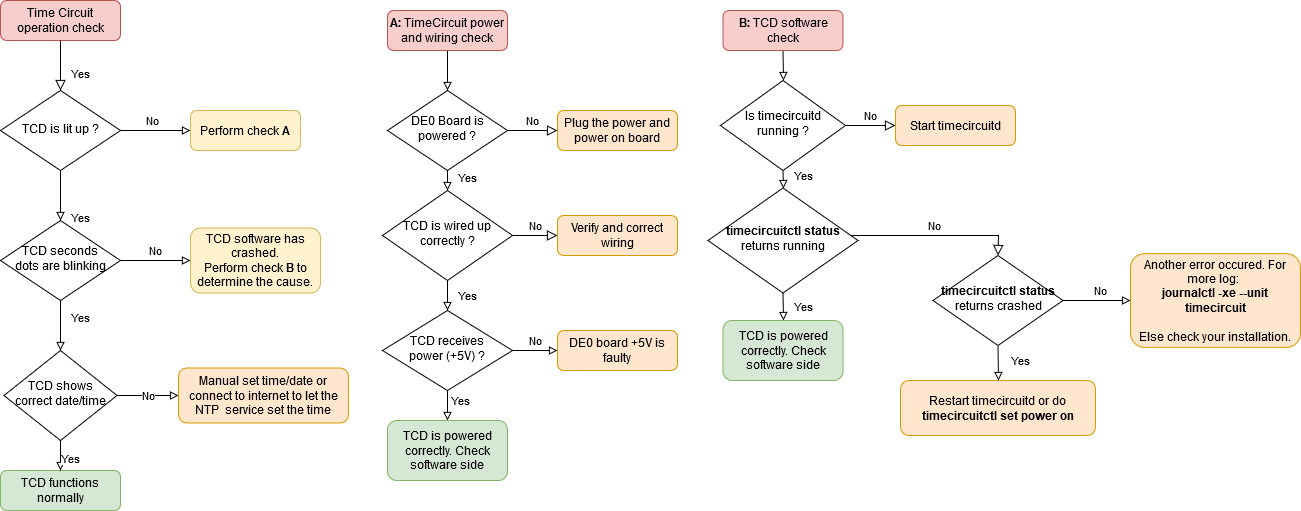 Time Circuit
operation check
Yes
TCD is lit up ?
No
Perform check A
Yes
TCD seconds
dots are blinking
No
TCD software has
crashed.
Perform check B to
determine the cause.
Yes
TCD shows
correct date/time
No
Manual set time/date or
connect to internet to let the
NTP service set the time
Yes
TCD functions
normally
A: TimeCircuit power
and wiring check
DE0 Board is
powered ?
No
Plug the power and
power on board
Yes
TCD is wired up
correctly ?
No
Verify and correct
wiring
Yes
TCD receives
power (+5V) ?
No
DE0 board +5V is
faulty
Yes
TCD is powered
correctly. Check
software side
B: TCD software
check
Is timecircuitd
running ?
No
Start timecircuitd
Yes
timecircuitctl status
returns running
No
Yes
TCD is powered
correctly. Check
software side
timecircuitctl status
returns crashed
No
Another error occured. For
more log:
journalctl -xe --unit
timecircuit
Else check your installation.
Yes
Restart timecircuitd or do
timecircuitctl set power on